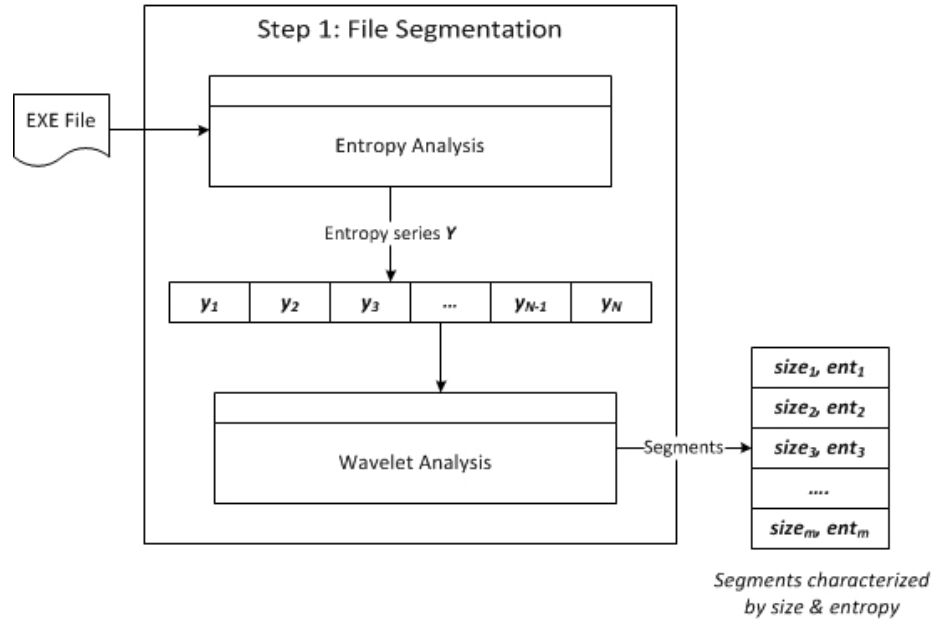 Step 1: File Segmentation
EXE File
Entropy Analysis
Entropy series Y
y1 y2 y3 ... yN-1 yN
Wavelet Analysis
Segments
size1, ent1
size2, ent2
size3, ent3
....
sizem, entm
Segments characterized
by size & entropy